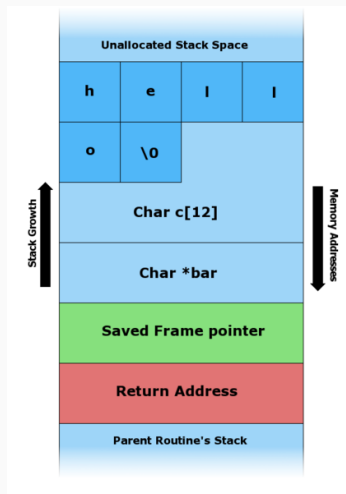 Unallocated Stack Space
h e l l
o \0
Char c[12]
Char *bar
Saved Frame pointer
Return Address
Parent Routine's Stack
Stack Growth
Memory Addresses